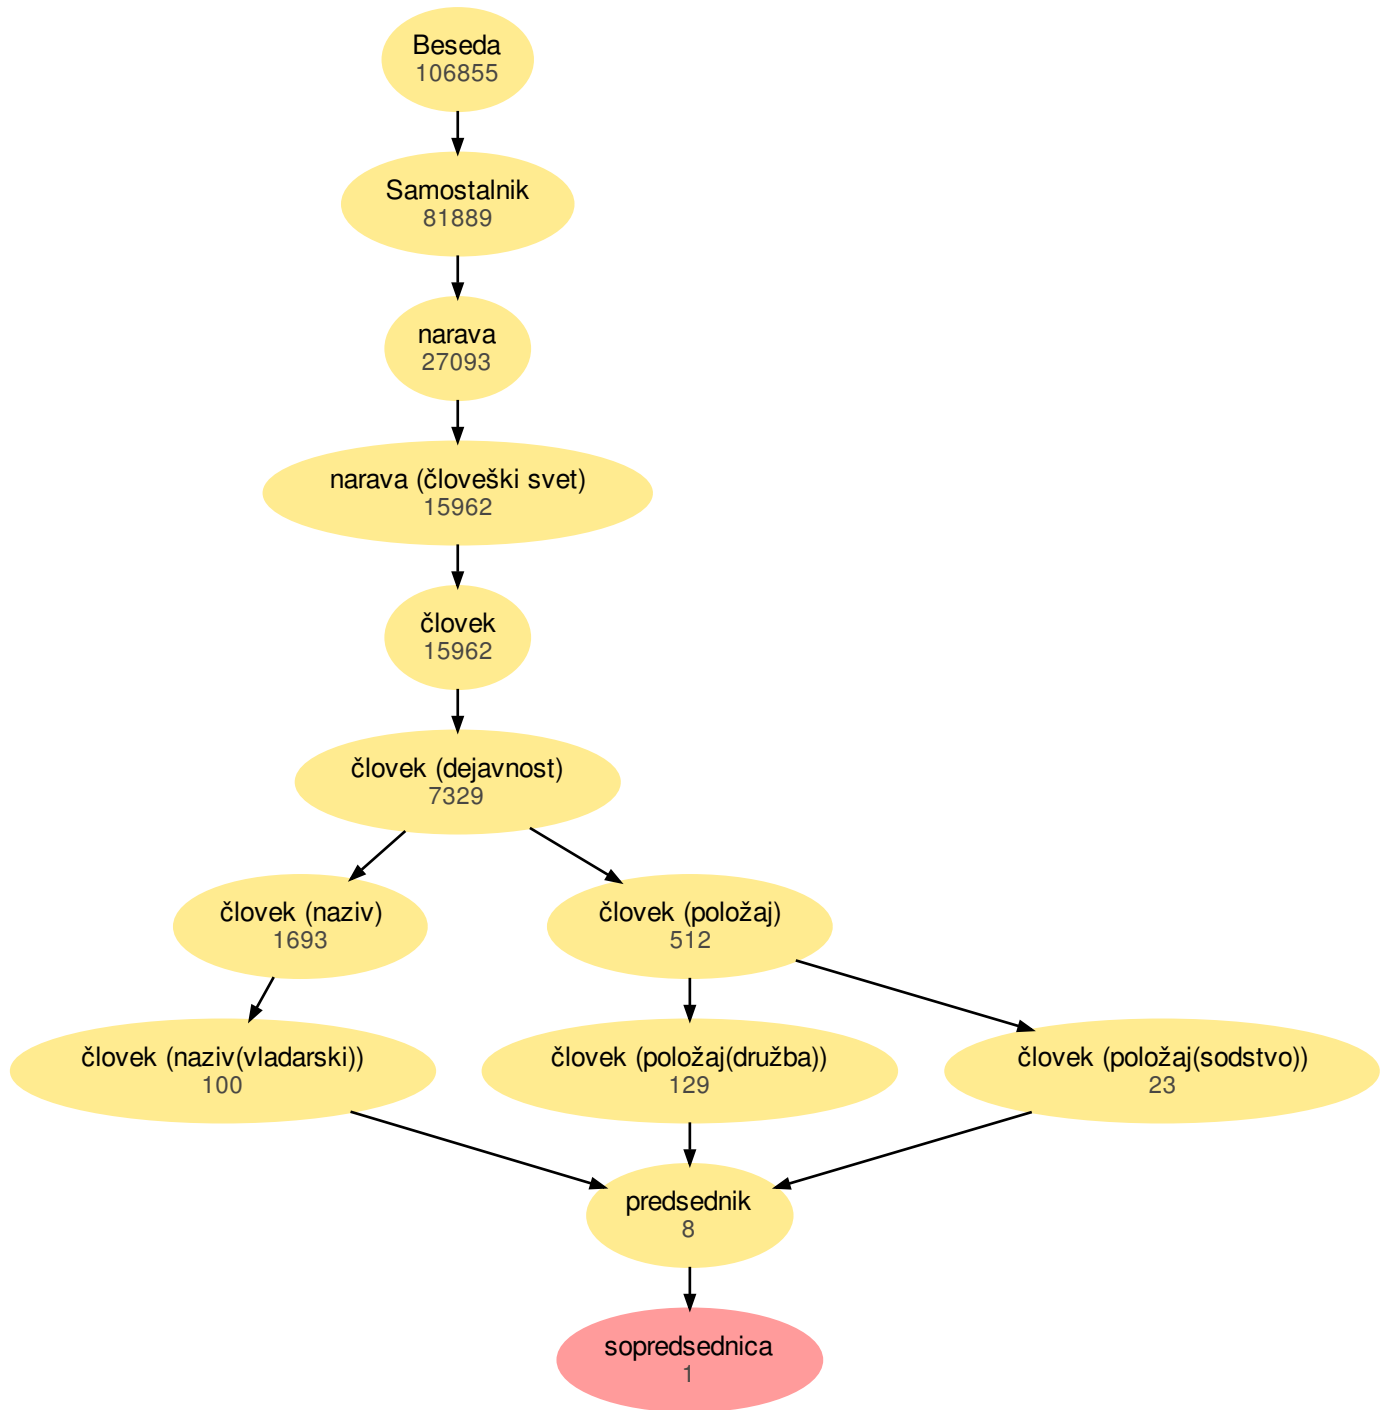 Beseda
106855
Samostalnik
81889
narava
27093
narava (človeški svet)
15962
človek
15962
človek (dejavnost)
7329
človek (naziv)
1693
človek (položaj)
512
človek (naziv(vladarski))
100
človek (položaj(družba))
129
človek (položaj(sodstvo))
23
predsednik
8
sopredsednica
1